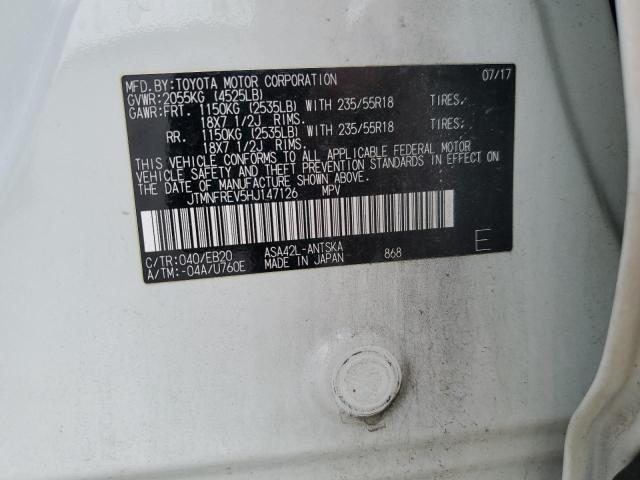 MFD.BY:TOYOTA MOTOR CORPORATION 07/17
GVWR:2055KG (4525LB)
GAWR:FRT. 1150KG (2535LB) WITH 235/55R18 TIRES,
18X7 1/2J RIMS.
RR. 1150KG (2535LB) WITH 235/55R18 TIRES,
18X7 1/2J RIMS.
THIS VEHICLE CONFORMS TO ALL APPLICABLE FEDERAL MOTOR
VEHICLE SAFETY AND THEFT PREVENTION STANDARDS IN EFFECT ON
THE DATE OF MANUFACTURE SHOWN ABOVE.
JTMNFREV5HJ147126 MPV
C/TR:040/EB20 ASA42L-ANTSKA 868 E
A/TM:-04A/U760E MADE IN JAPAN